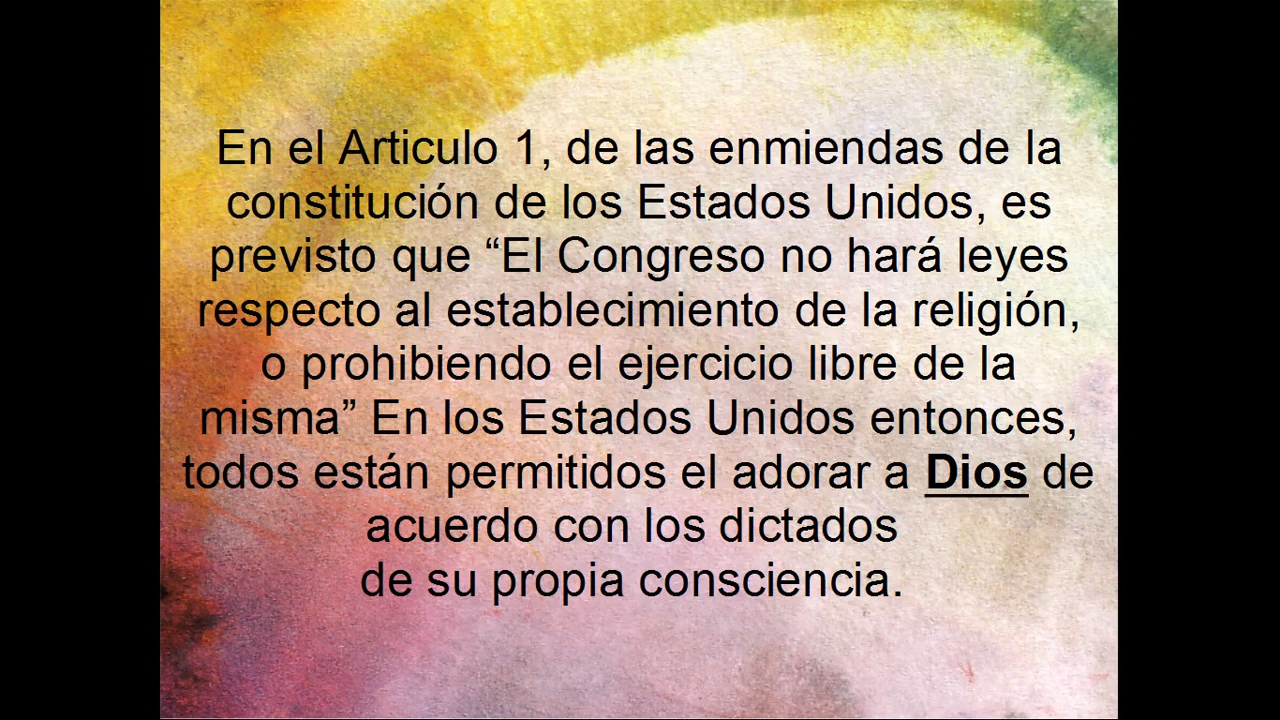 En el Articulo 1, de las enmiendas de la
constitución de los Estados Unidos, es
previsto que “El Congreso no hará leyes
respecto al establecimiento de la religión,
o prohibiendo el ejercicio libre de la
misma” En los Estados Unidos entonces,
todos están permitidos el adorar a Dios de
acuerdo con los dictados
de su propia consciencia.